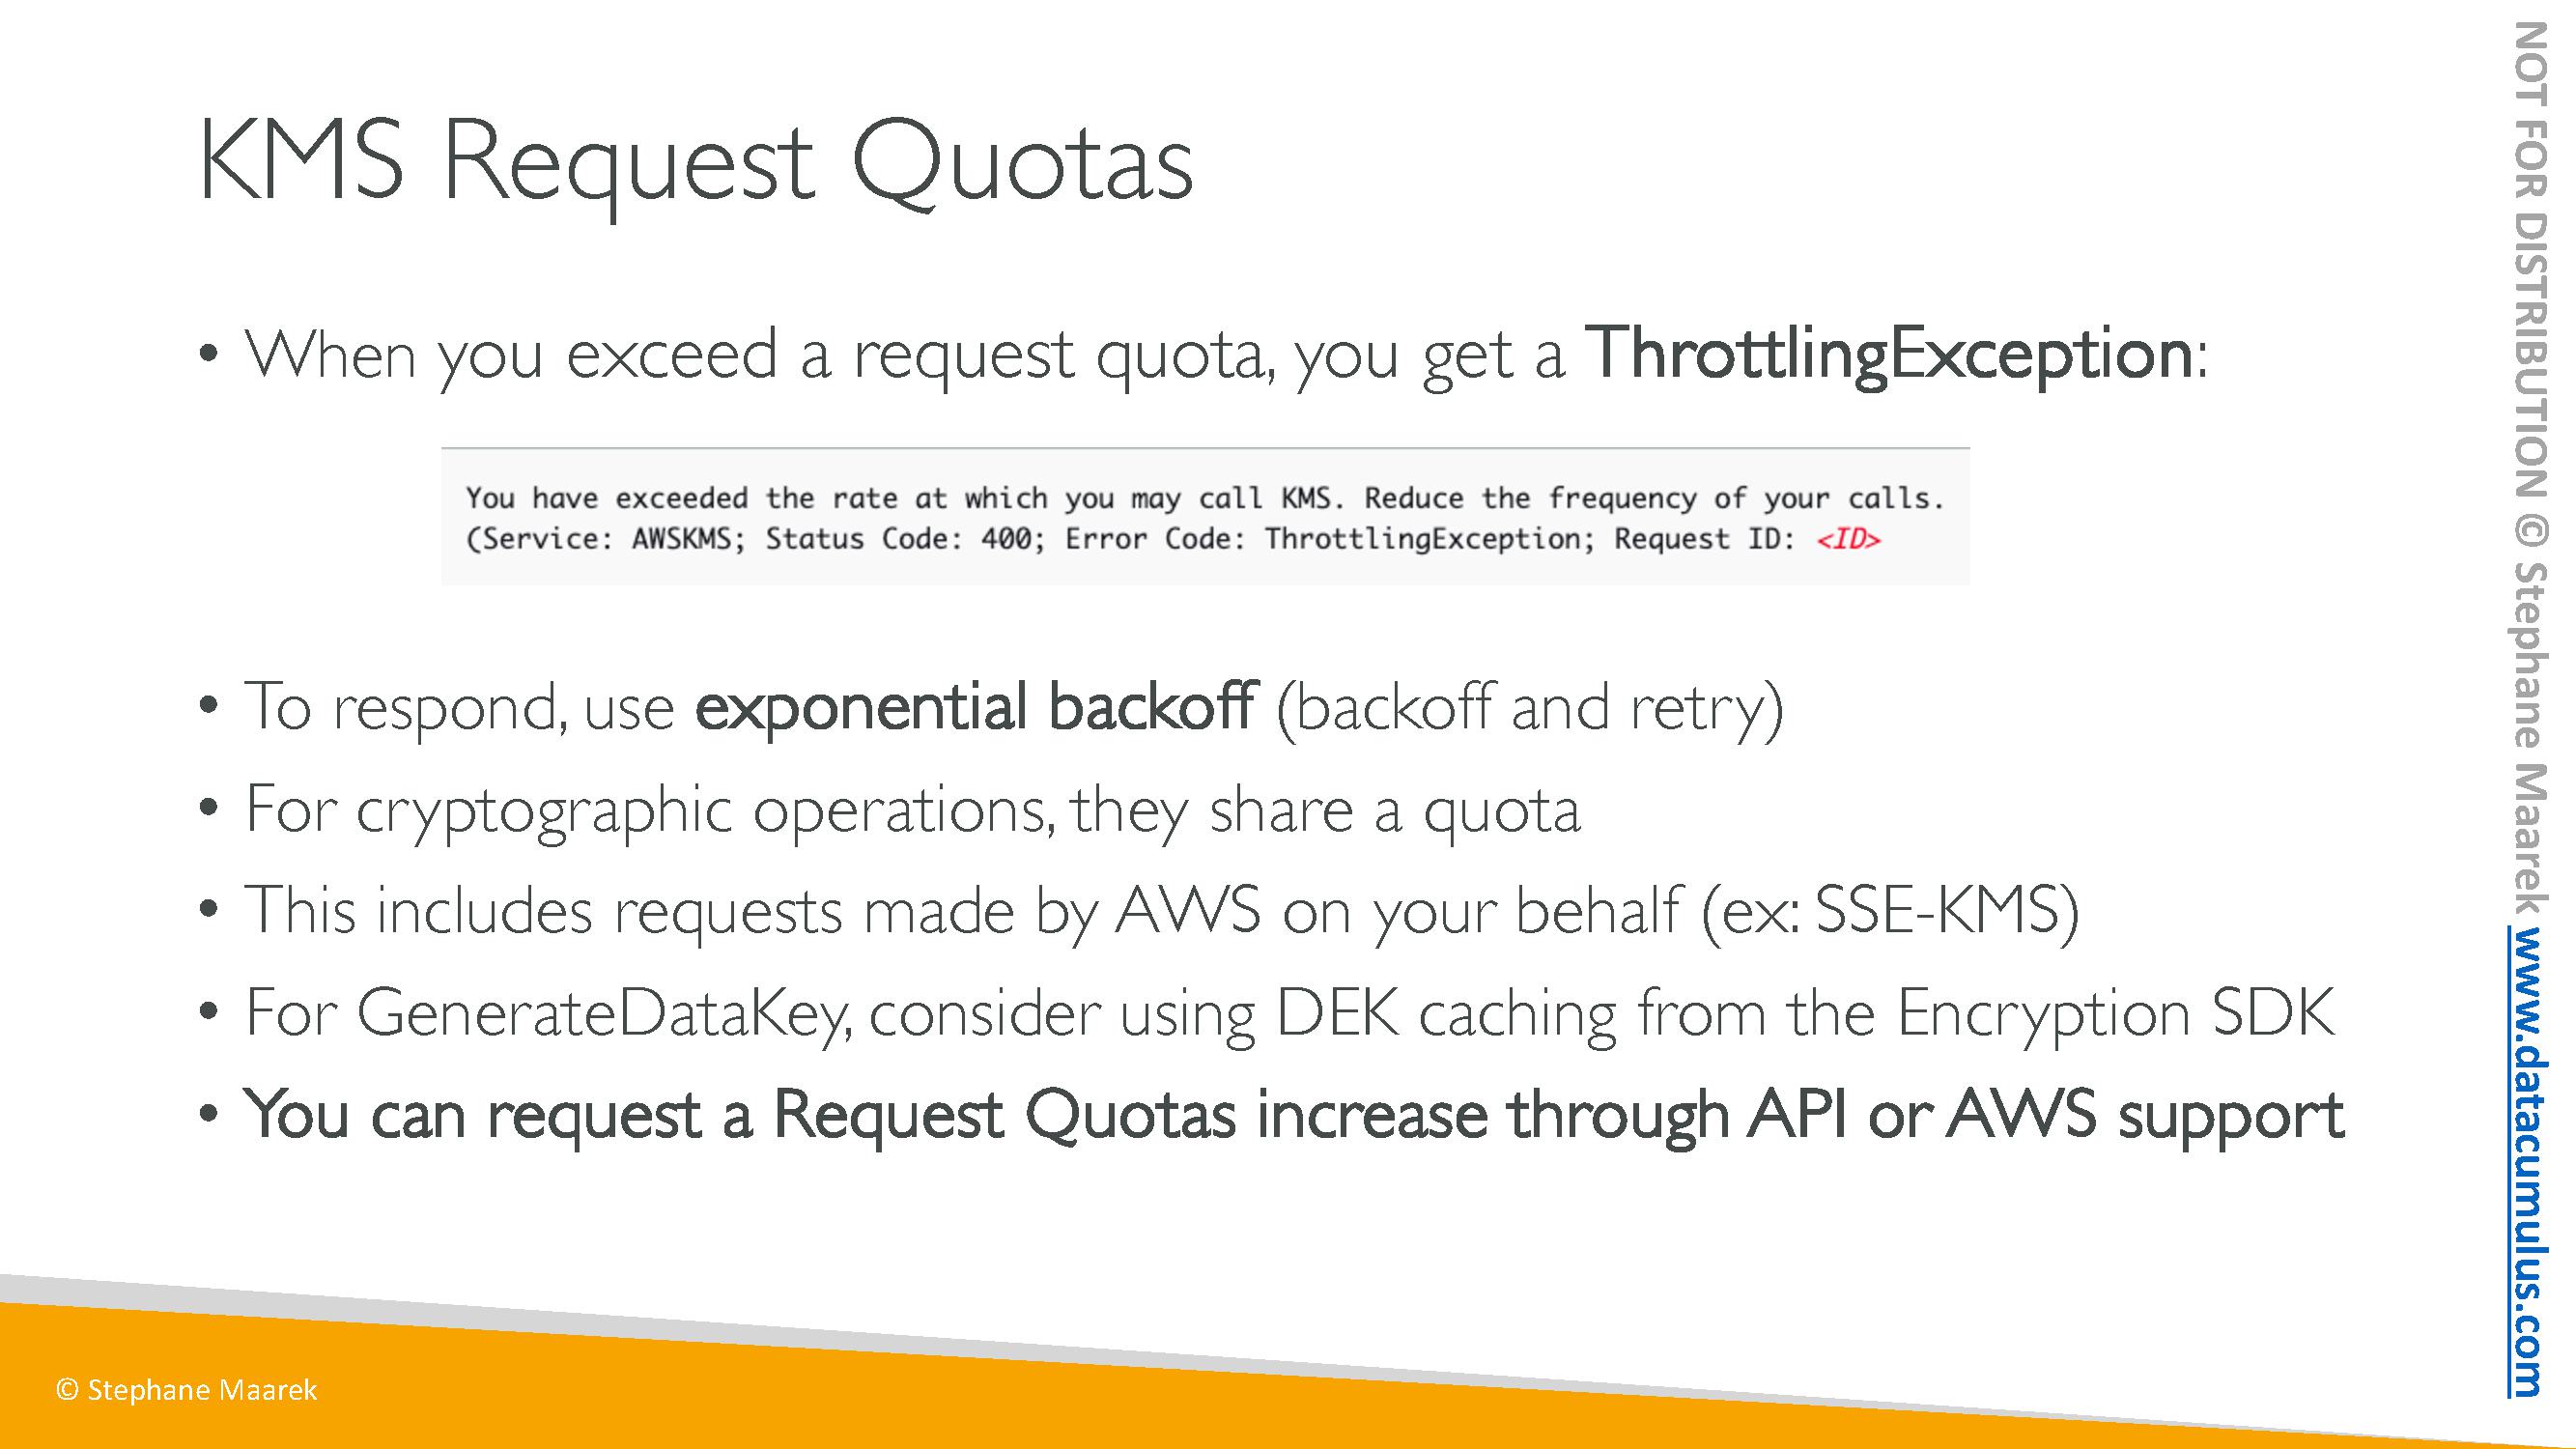 KMS Request Quotas
• When you exceed a request quota, you get a ThrottlingException:
You have exceeded the rate at which you may call KMS. Reduce the frequency of your calls.
(Service: AWSKMS; Status Code: 400; Error Code: ThrottlingException; Request ID: <ID>
• To respond, use exponential backoff (backoff and retry)
• For cryptographic operations, they share a quota
• This includes requests made by AWS on your behalf (ex: SSE-KMS)
• For GenerateDataKey, consider using DEK caching from the Encryption SDK
• You can request a Request Quotas increase through API or AWS support
© Stephane Maarek
NOT FOR DISTRIBUTION © Stephane Maarek www.datacumulus.com